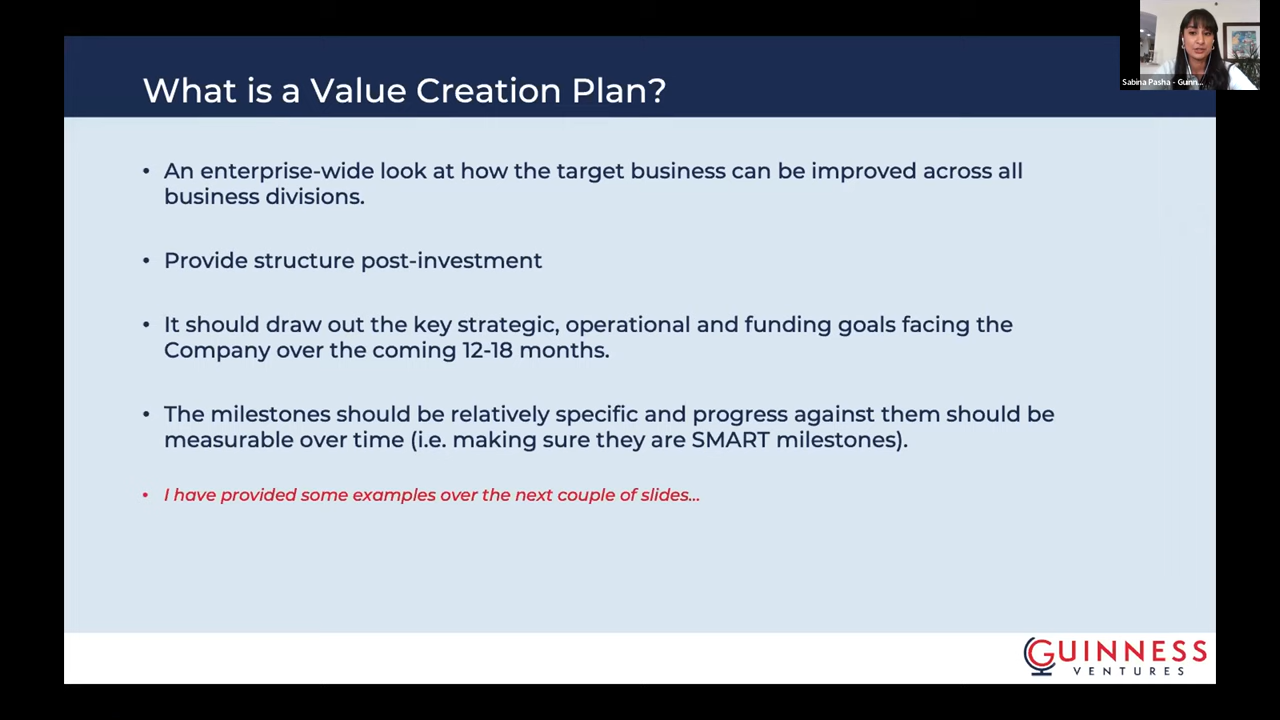 What is a Value Creation Plan?
Sabina Pasha - Guinn...
• An enterprise-wide look at how the target business can be improved across all
business divisions.
• Provide structure post-investment
• It should draw out the key strategic, operational and funding goals facing the
Company over the coming 12-18 months.
• The milestones should be relatively specific and progress against them should be
measurable over time (i.e. making sure they are SMART milestones).
• I have provided some examples over the next couple of slides...
GUINNESS
VENTURES